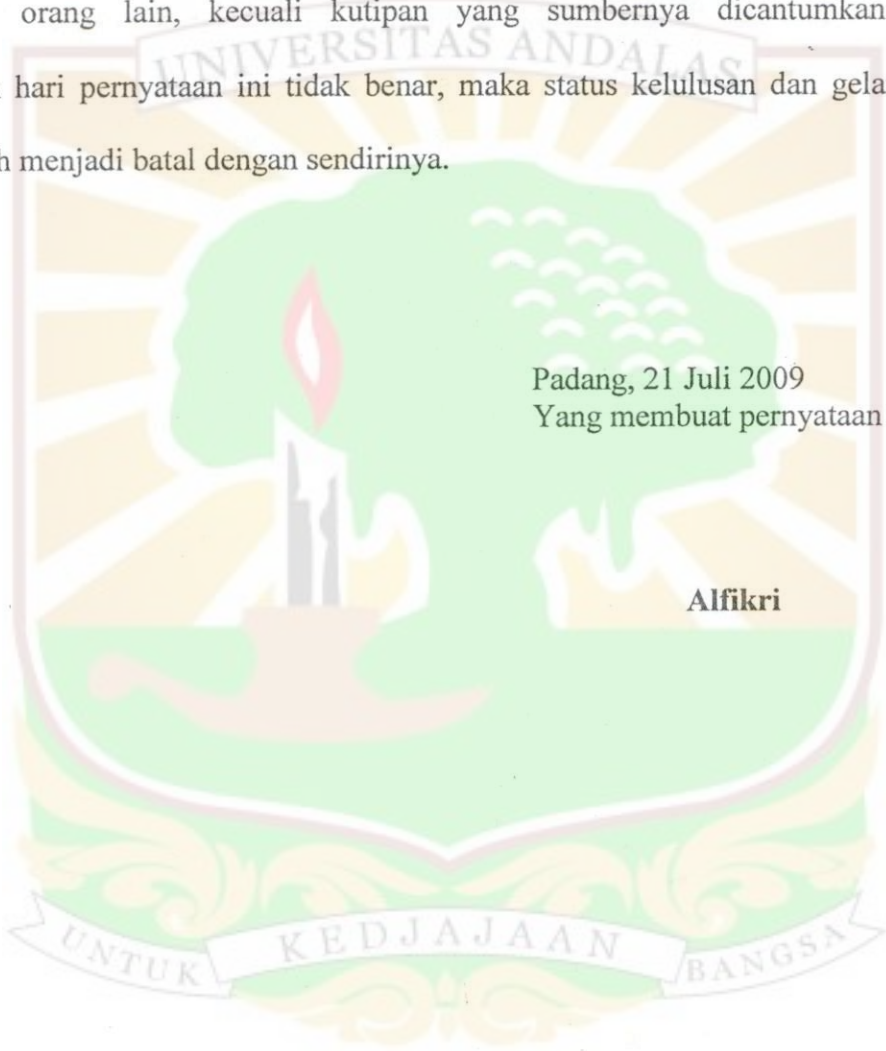 orang lain, kecuali kutipan yang sumbernya dicantumkan
UNIVERSITAS ANDALAS
hari pernyataan ini tidak benar, maka status kelulusan dan gela
h menjadi batal dengan sendirinya.
Padang, 21 Juli 2009
Yang membuat pernyataan
Alfikri
UNTUK KEDJAJAAN BANGSA